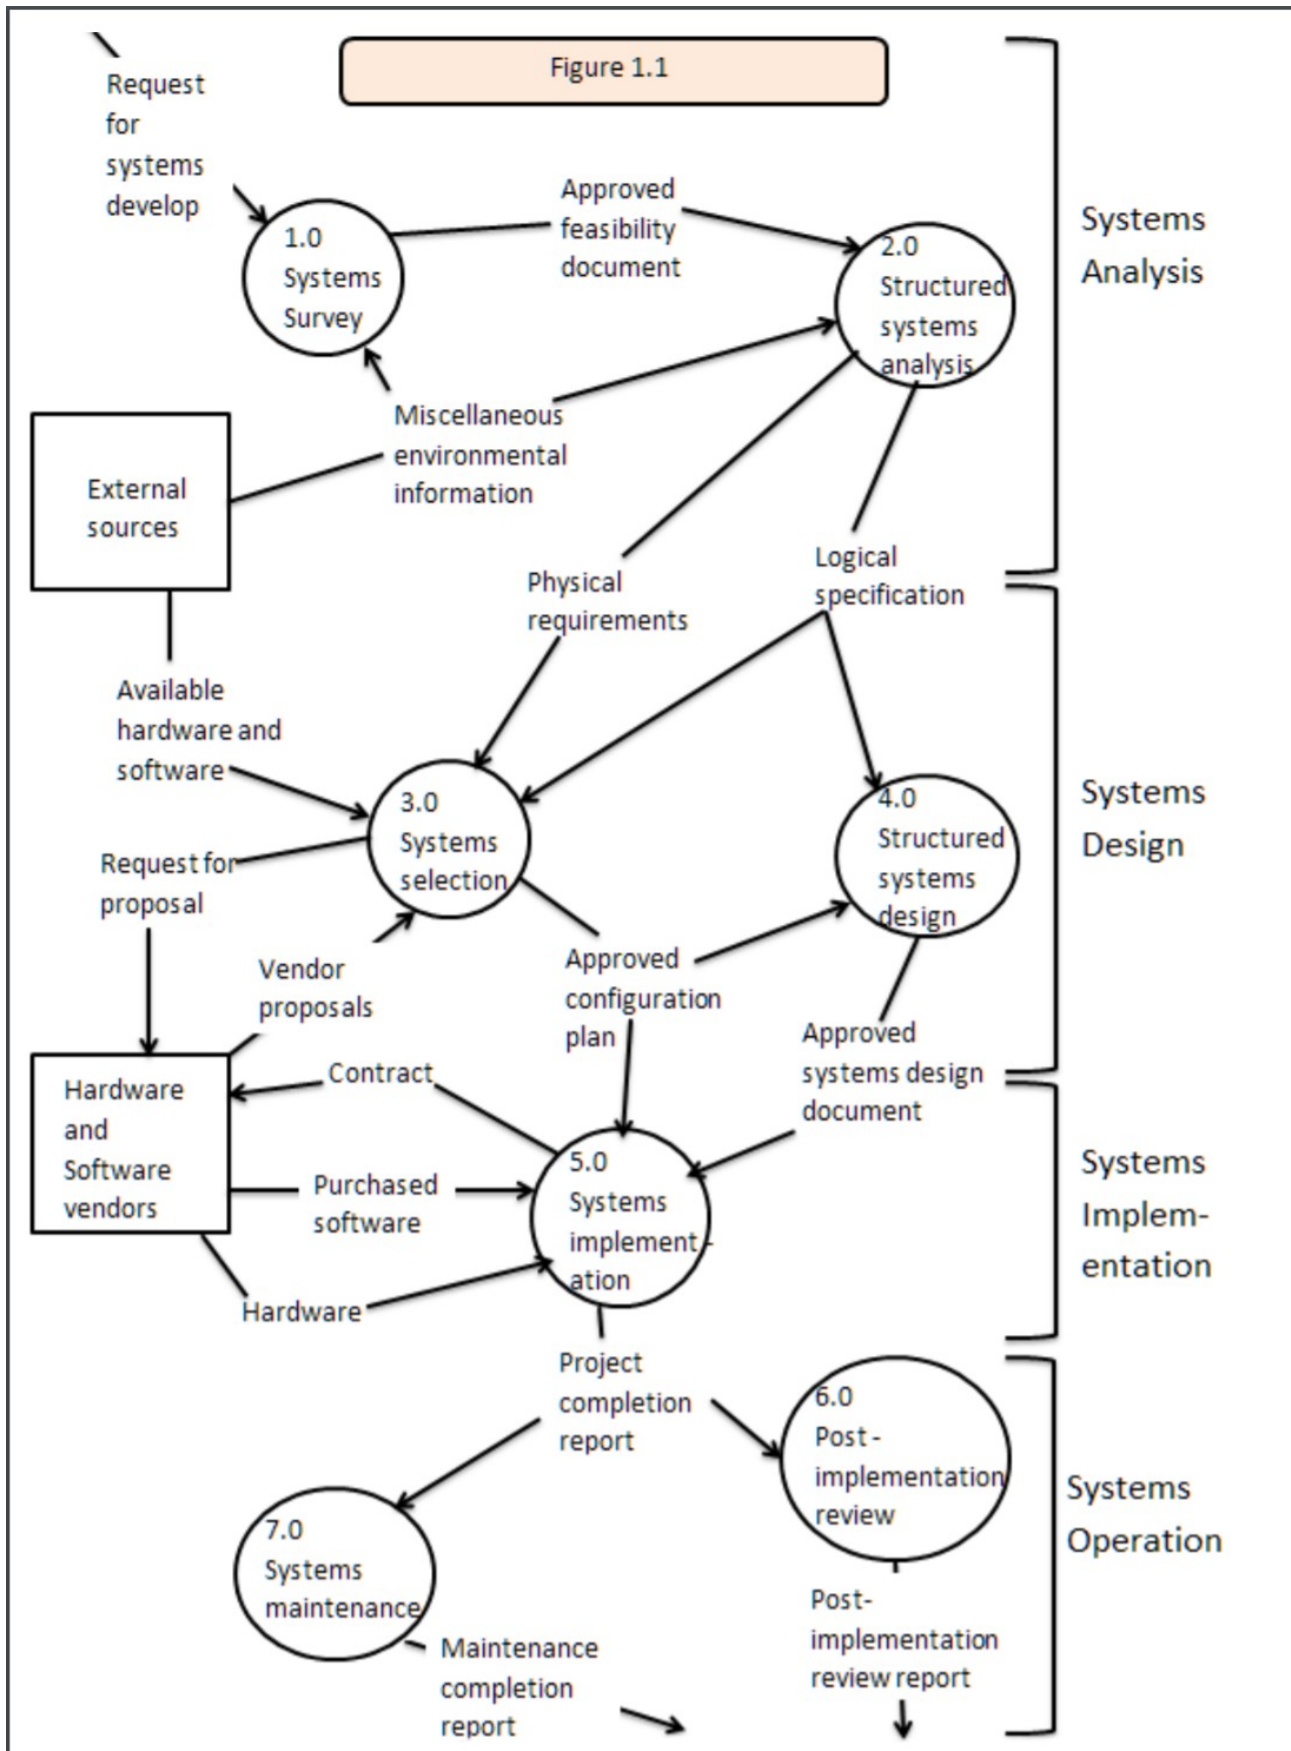 Figure 1.1
Request
for
systems
develop
1.0
Systems
Survey
Approved
feasibility
document
2.0
Structured
systems
analysis
Systems
Analysis
Miscellaneous
environmental
information
External
sources
Physical
requirements
Logical
specification
Available
hardware and
software
3.0
Systems
selection
4.0
Structured
systems
design
Systems
Design
Request for
proposal
Vendor
proposals
Approved
configuration
plan
Approved
systems design
document
Hardware
and
Software
vendors
Contract
Purchased
software
Hardware
5.0
Systems
implement-
ation
Systems
Implem-
entation
Project
completion
report
6.0
Post -
implementation
review
7.0
Systems
maintenance
Systems
Operation
Maintenance
completion
report
Post-
implementation
review report